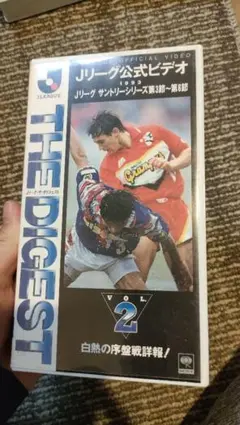 OFFICIAL VIDEO
Jリーグ公式ビデオ
1993
Jリーグ サントリーシリーズ第3節〜第6節
J.LEAGUE
THE DIGEST
VOL.
2
白熱の序盤戦詳報!